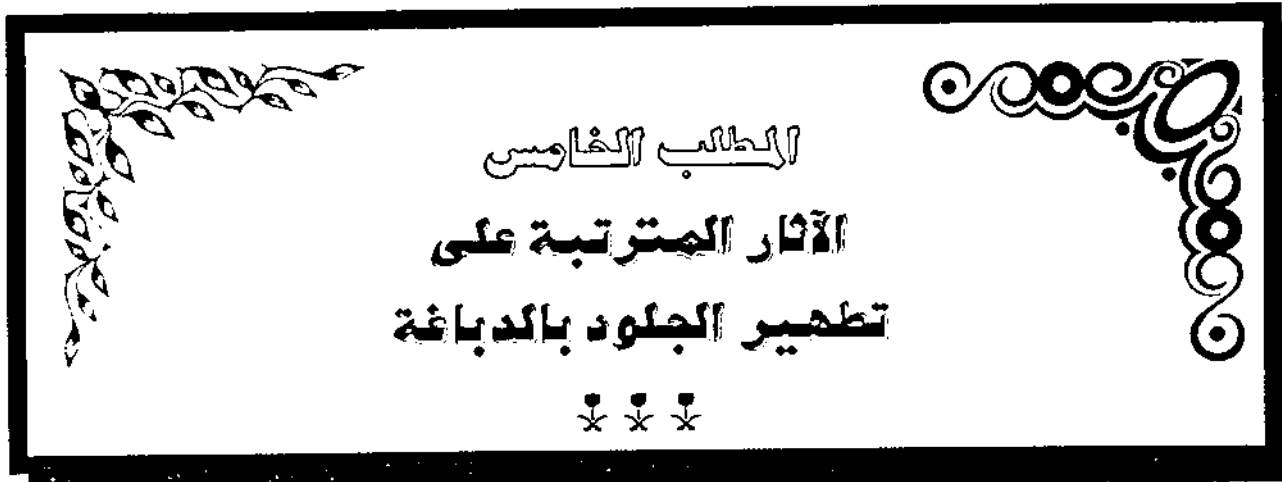 المطلب الخامس
الآثار المترتبة على
تطهير الجلود بالدباغة